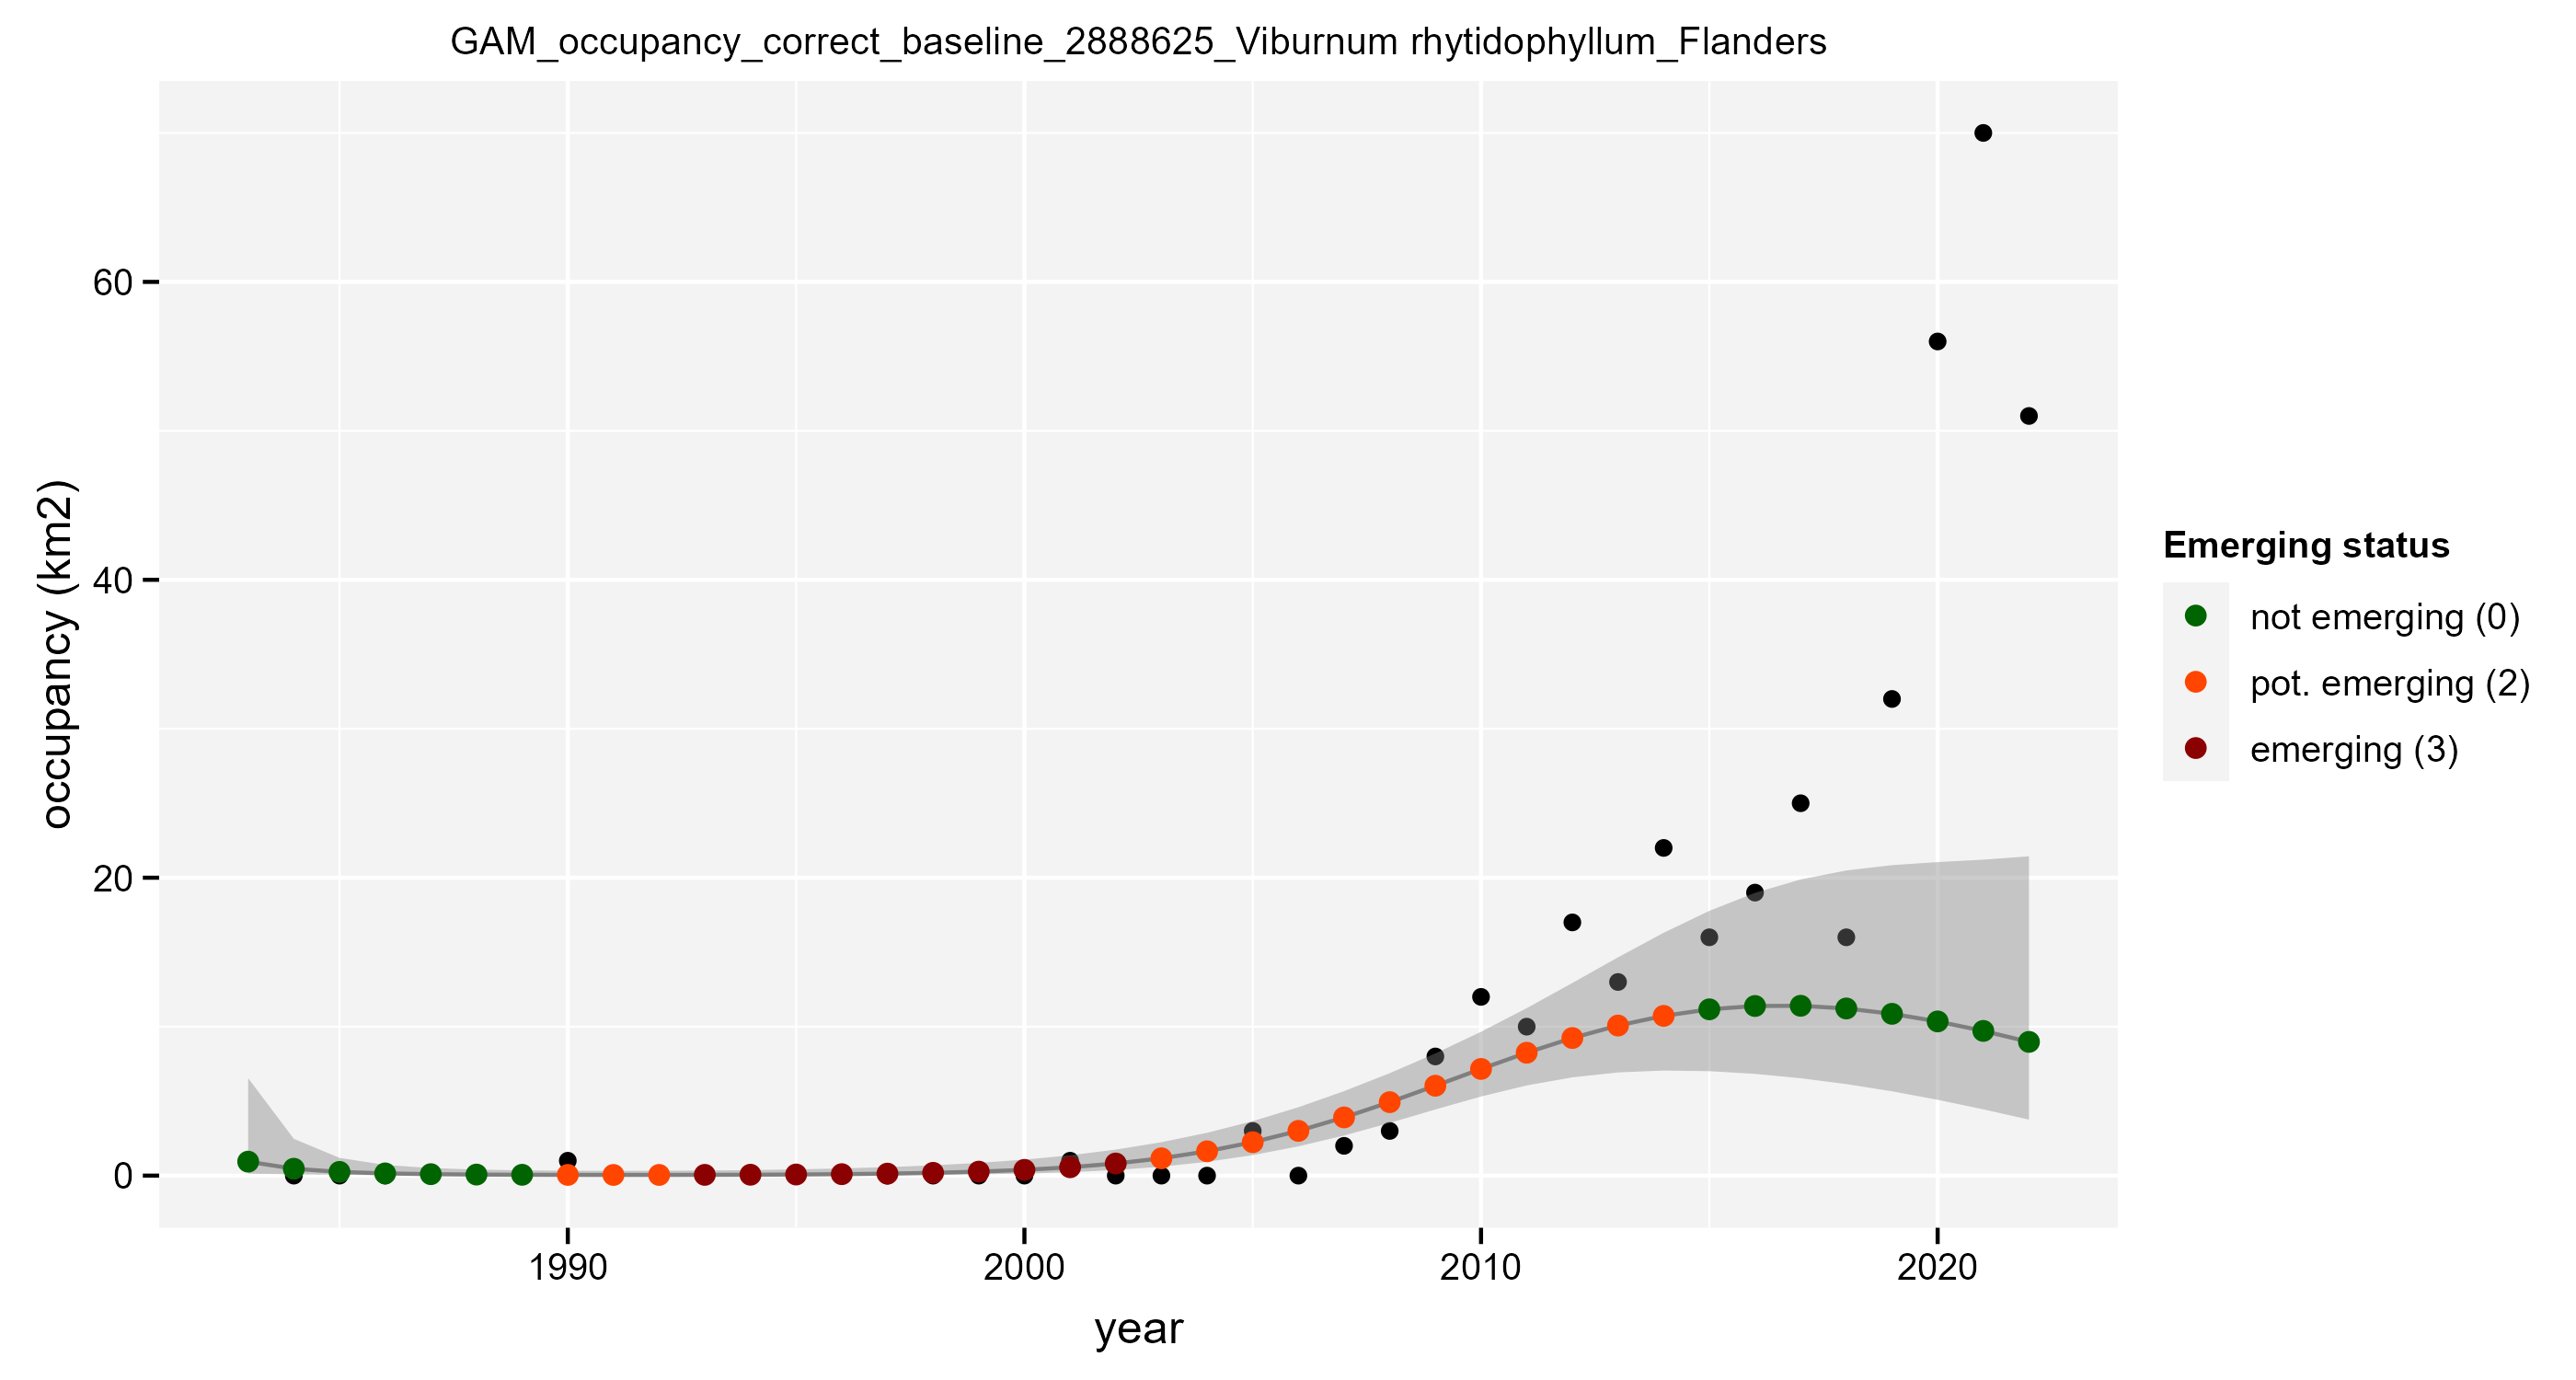 GAM_occupancy_correct_baseline_2888625_Viburnum rhytidophyllum_Flanders
occupancy (km2)
60
40
20
0
1990
2000
2010
2020
year
Emerging status
not emerging (0)
pot. emerging (2)
emerging (3)